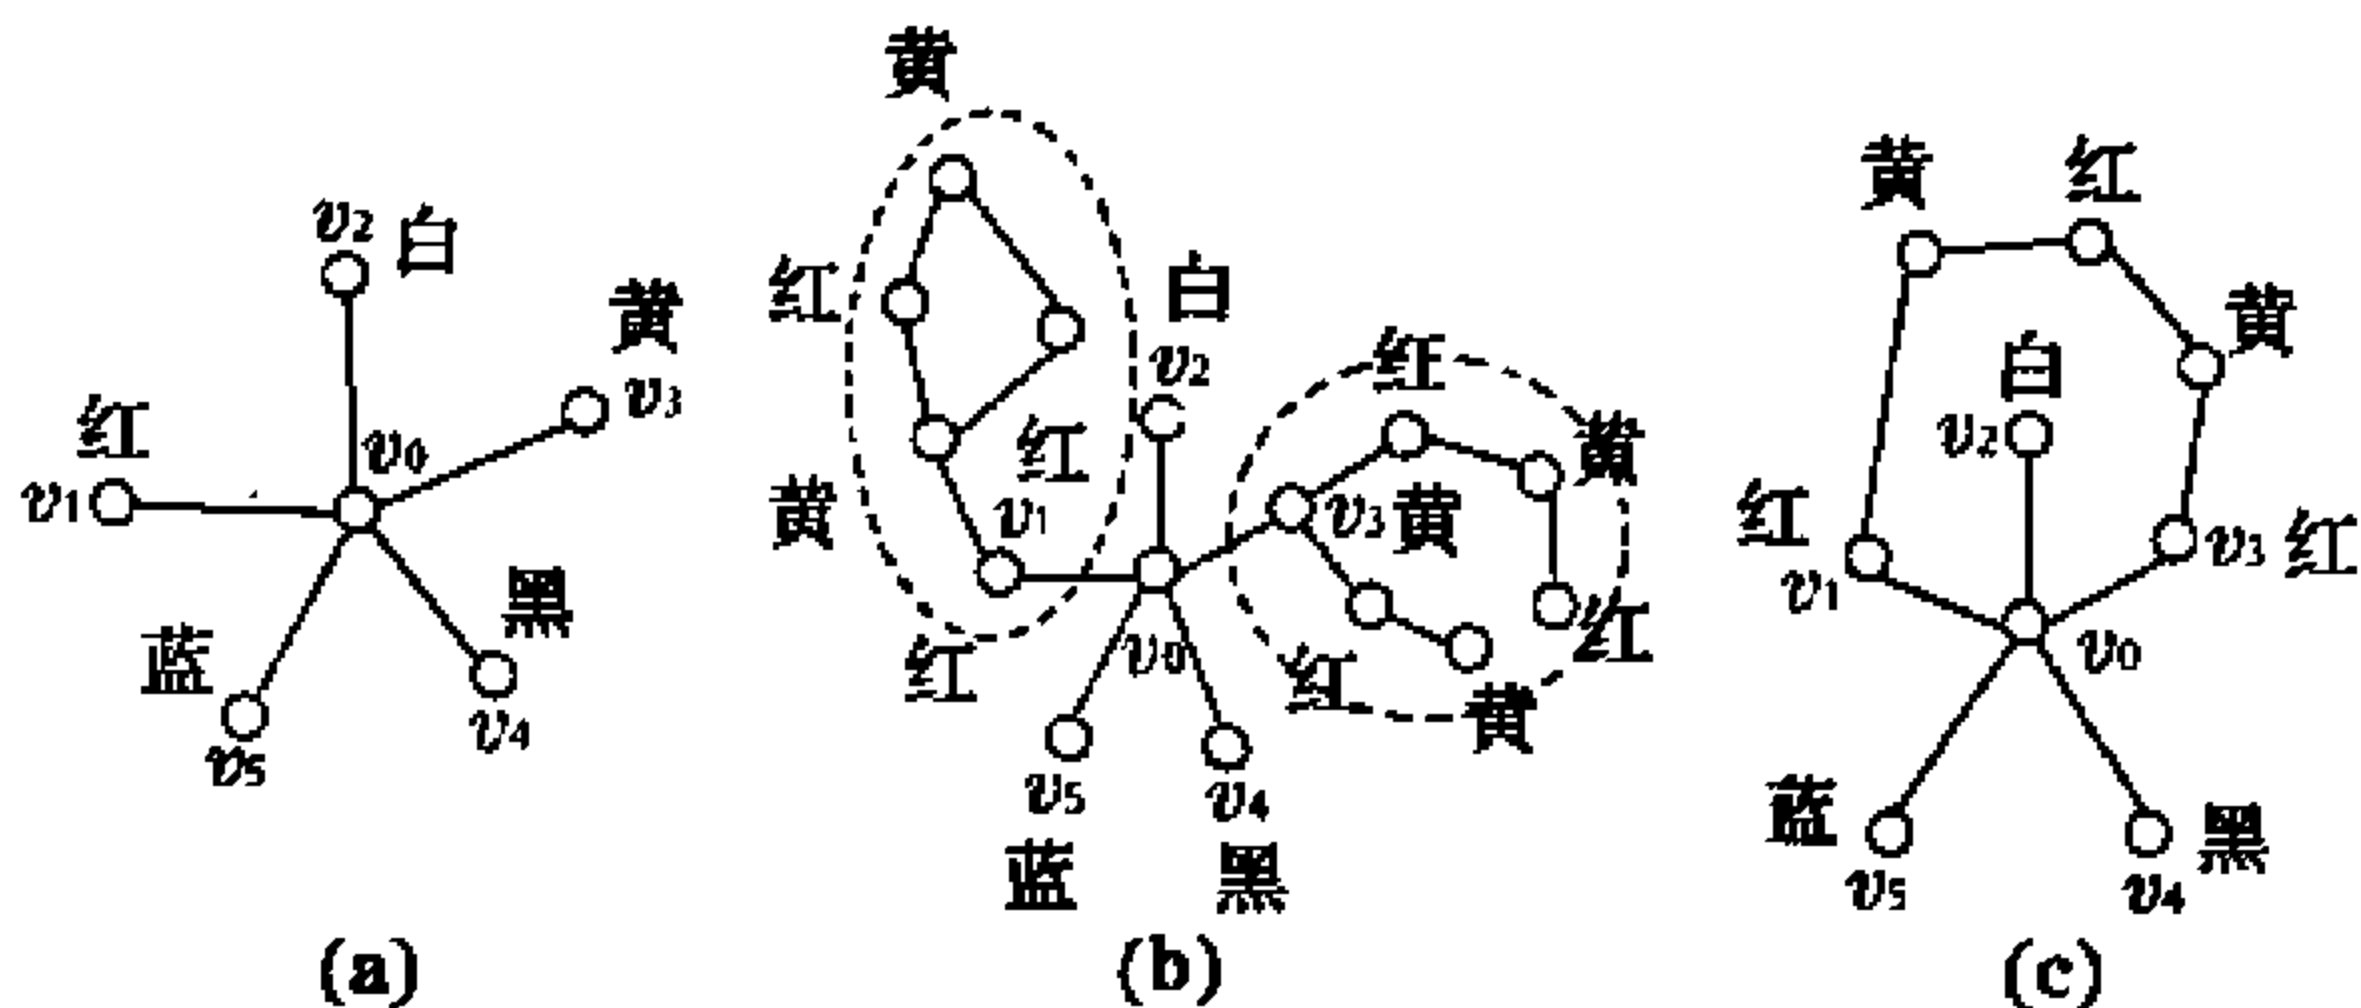 v2 白
黄
v3
红
v1
v0
黑
v4
蓝
v5
(a)
黄
红
黄
红
v1
红
白
v2
v0
v3 黄
红
黄
红
红
黄
v5
蓝
v4
黑
(b)
黄
红
黄
白
v2
红
v1
v3 红
v0
蓝
v5
黑
v4
(c)